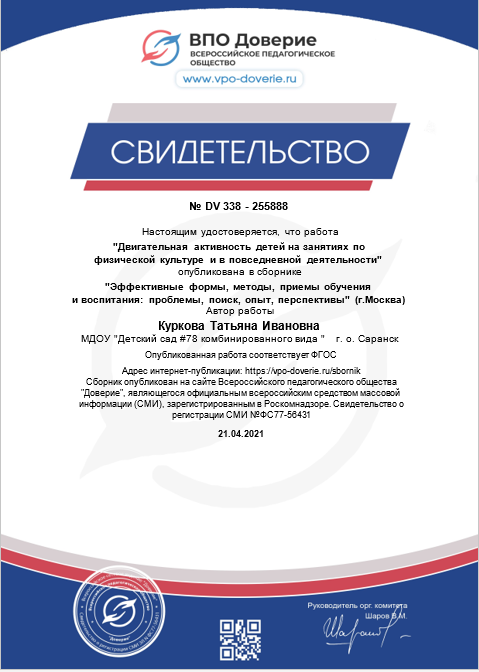 ВПО Доверие
ВСЕРОССИЙСКОЕ ПЕДАГОГИЧЕСКОЕ
ОБЩЕСТВО
www.vpo-doverie.ru
СВИДЕТЕЛЬСТВО
№ DV 338 - 255888
Настоящим удостоверяется, что работа
"Двигательная активность детей на занятиях по
физической культуре и в повседневной деятельности"
опубликована в сборнике
"Эффективные формы, методы, приемы обучения
и воспитания: проблемы, поиск, опыт, перспективы" (г.Москва)
Автор работы
Куркова Татьяна Ивановна
МДОУ "Детский сад #78 комбинированного вида " г. о. Саранск
Опубликованная работа соответствует ФГОС
Адрес интернет-публикации: https://vpo-doverie.ru/sbornik
Сборник опубликован на сайте Всероссийского педагогического общества
"Доверие", являющегося официальным всероссийским средством массовой
информации (СМИ), зарегистрированным в Роскомнадзоре. Свидетельство о
регистрации СМИ №ФС77-56431
21.04.2021
Руководитель орг. комитета
Шаров В.М.
"Доверие"